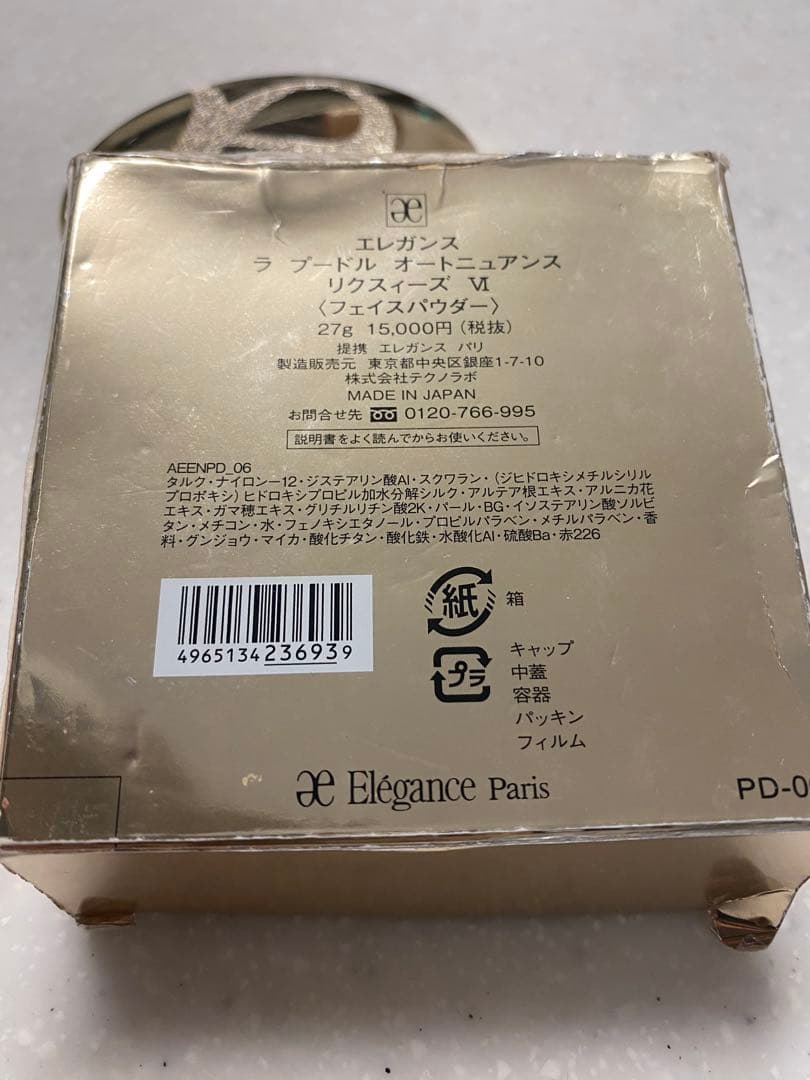 æ
エレガンス
ラ プードル オートニュアンス
リクスィーズ Ⅵ
〈フェイスパウダー〉
27g 15,000円(税抜)
提携 エレガンス パリ
製造販売元 東京都中央区銀座1-7-10
株式会社テクノラボ
MADE IN JAPAN
お問合せ先 0120-766-995
説明書をよく読んでからお使いください。
AEENPD_06
タルク・ナイロン-12・ジステアリン酸Al・スクワラン・(ジヒドロキシメチルシリル
プロポキシ)ヒドロキシプロピル加水分解シルク・アルテア根エキス・アルニカ花
エキス・ガマ穂エキス・グリチルリチン酸2K・パール・BG・イソステアリン酸ソルビ
タン・メチコン・水・フェノキシエタノール・プロピルパラベン・メチルパラベン・香
料・グンジョウ・マイカ・酸化チタン・酸化鉄・水酸化Al・硫酸Ba・赤226
紙 箱
4965134236939
プラ キャップ
中蓋
容器
パッキン
フィルム
æ Elégance Paris
PD-0